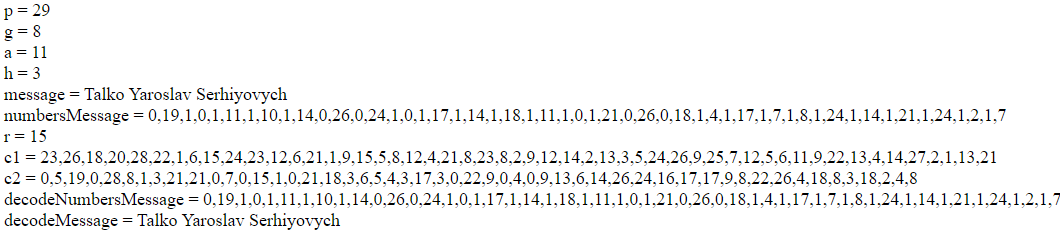 p = 29
g = 8
a = 11
h = 3
message = Talko Yaroslav Serhiyovych
numbersMessage = 0,19,1,0,1,11,1,10,1,14,0,26,0,24,1,0,1,17,1,14,1,18,1,11,1,0,1,21,0,26,0,18,1,4,1,17,1,7,1,8,1,24,1,14,1,21,1,24,1,2,1,7
r = 15
c1 = 23,26,18,20,28,22,1,6,15,24,23,12,6,21,1,9,15,5,8,12,4,21,8,23,8,2,9,12,14,2,13,3,5,24,26,9,25,7,12,5,6,11,9,22,13,4,14,27,2,1,13,21
c2 = 0,5,19,0,28,8,1,3,21,21,0,7,0,15,1,0,21,18,3,6,5,4,3,17,3,0,22,9,0,4,0,9,13,6,14,26,24,16,17,17,9,8,22,26,4,18,8,3,18,2,4,8
decodeNumbersMessage = 0,19,1,0,1,11,1,10,1,14,0,26,0,24,1,0,1,17,1,14,1,18,1,11,1,0,1,21,0,26,0,18,1,4,1,17,1,7,1,8,1,24,1,14,1,21,1,24,1,2,1,7
decodeMessage = Talko Yaroslav Serhiyovych